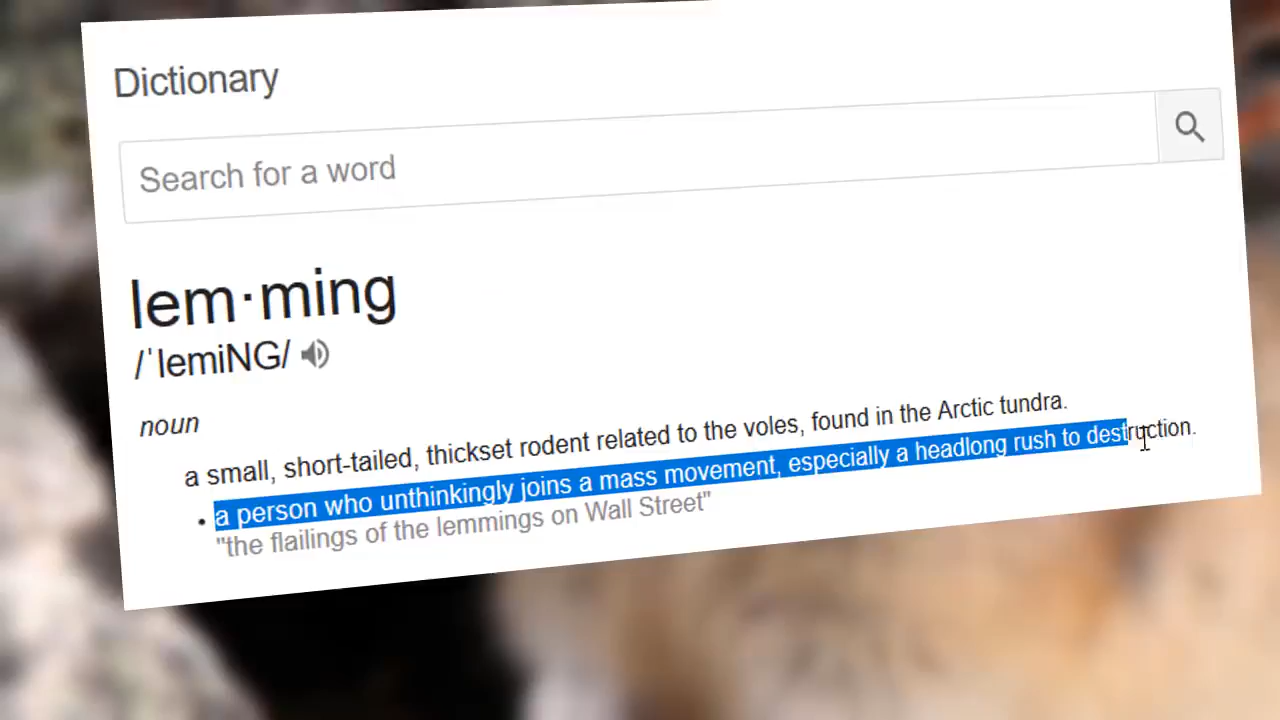 Dictionary
Search for a word
lem·ming
/ˈlemiNG/
noun
a small, short-tailed, thickset rodent related to the voles, found in the Arctic tundra.
• a person who unthinkingly joins a mass movement, especially a headlong rush to destruction.
"the flailings of the lemmings on Wall Street"